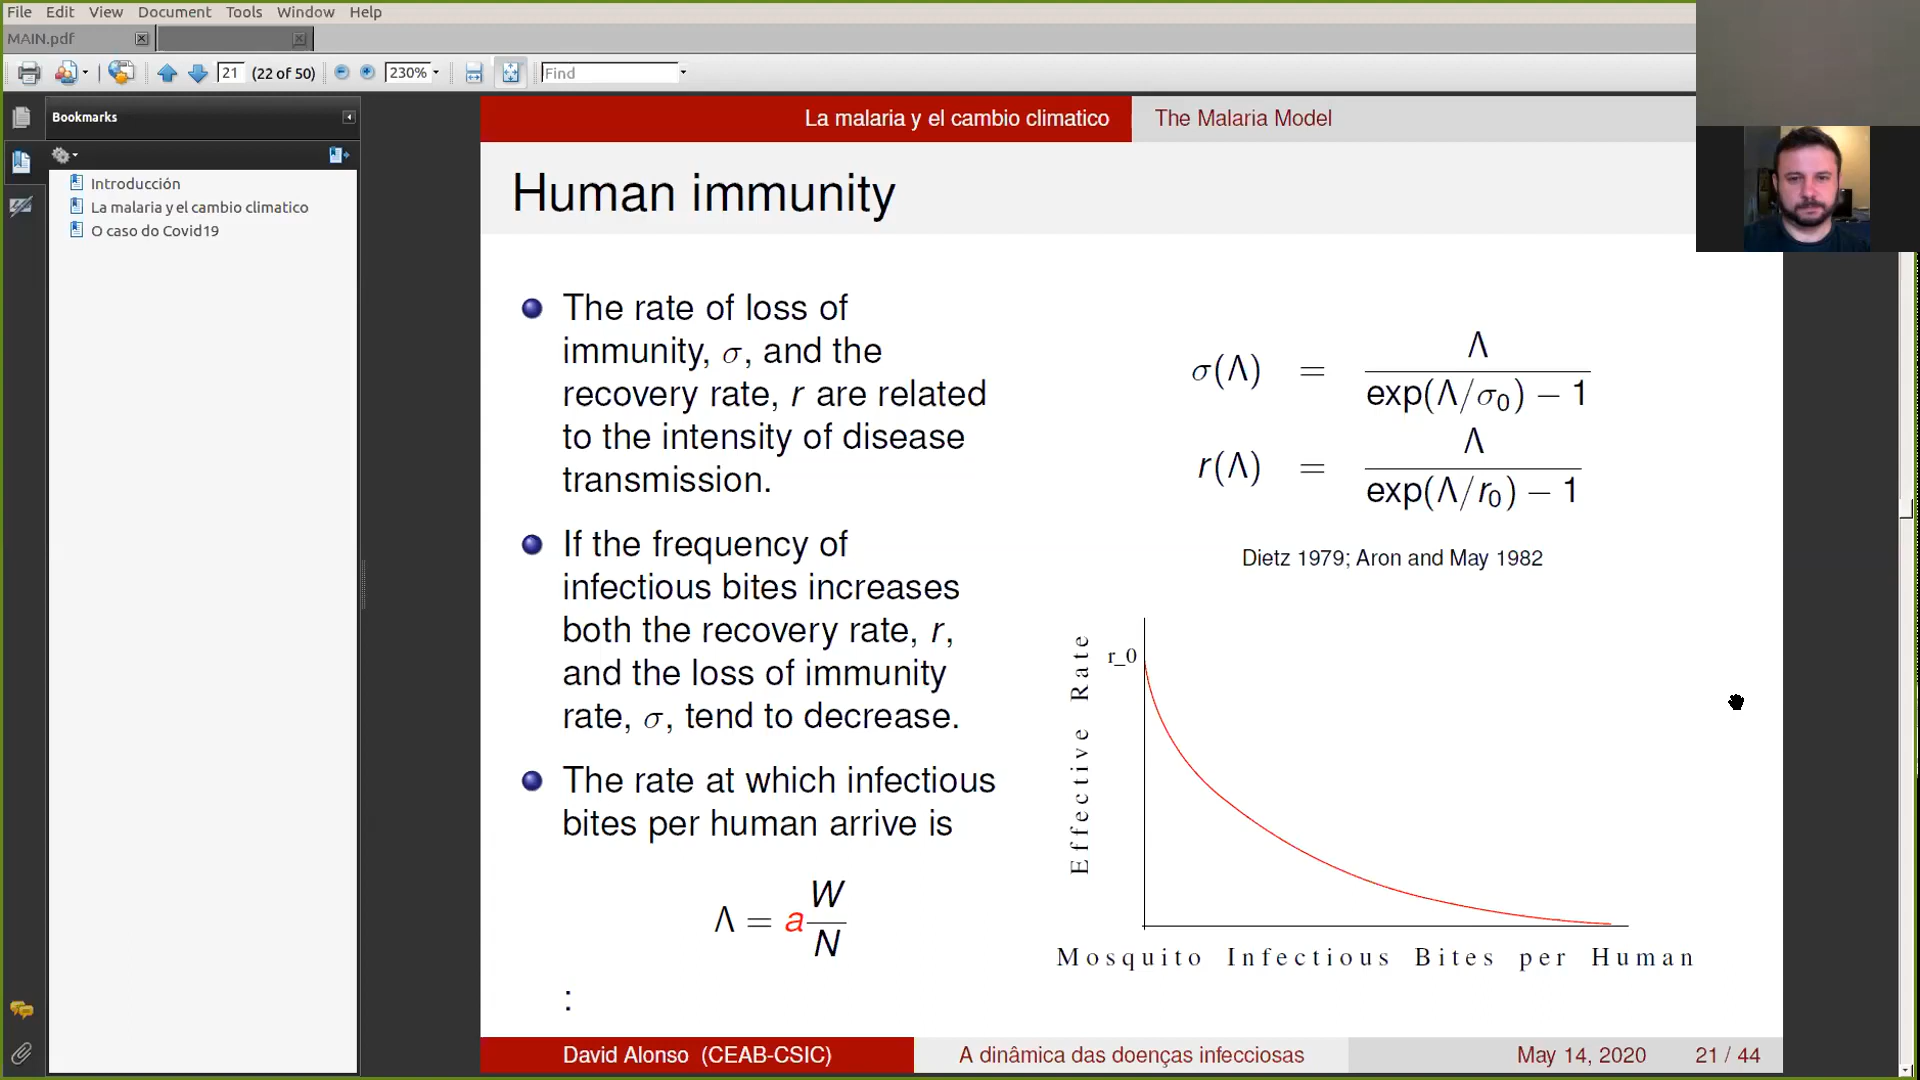 File Edit View Document Tools Window Help
MAIN.pdf
21 (22 of 50) 230% Find
Bookmarks
Introducción
La malaria y el cambio climatico
O caso do Covid19
La malaria y el cambio climatico The Malaria Model
Human immunity
The rate of loss of
immunity, σ, and the
recovery rate, r are related
to the intensity of disease
transmission.
If the frequency of
infectious bites increases
both the recovery rate, r,
and the loss of immunity
rate, σ, tend to decrease.
The rate at which infectious
bites per human arrive is
Λ = a W/N
:
σ(Λ) = Λ / exp(Λ/σ₀) − 1
r(Λ) = Λ / exp(Λ/r₀) − 1
Dietz 1979; Aron and May 1982
r_0
Effective Rate
Mosquito Infectious Bites per Human
David Alonso (CEAB-CSIC) A dinâmica das doenças infecciosas May 14, 2020 21 / 44